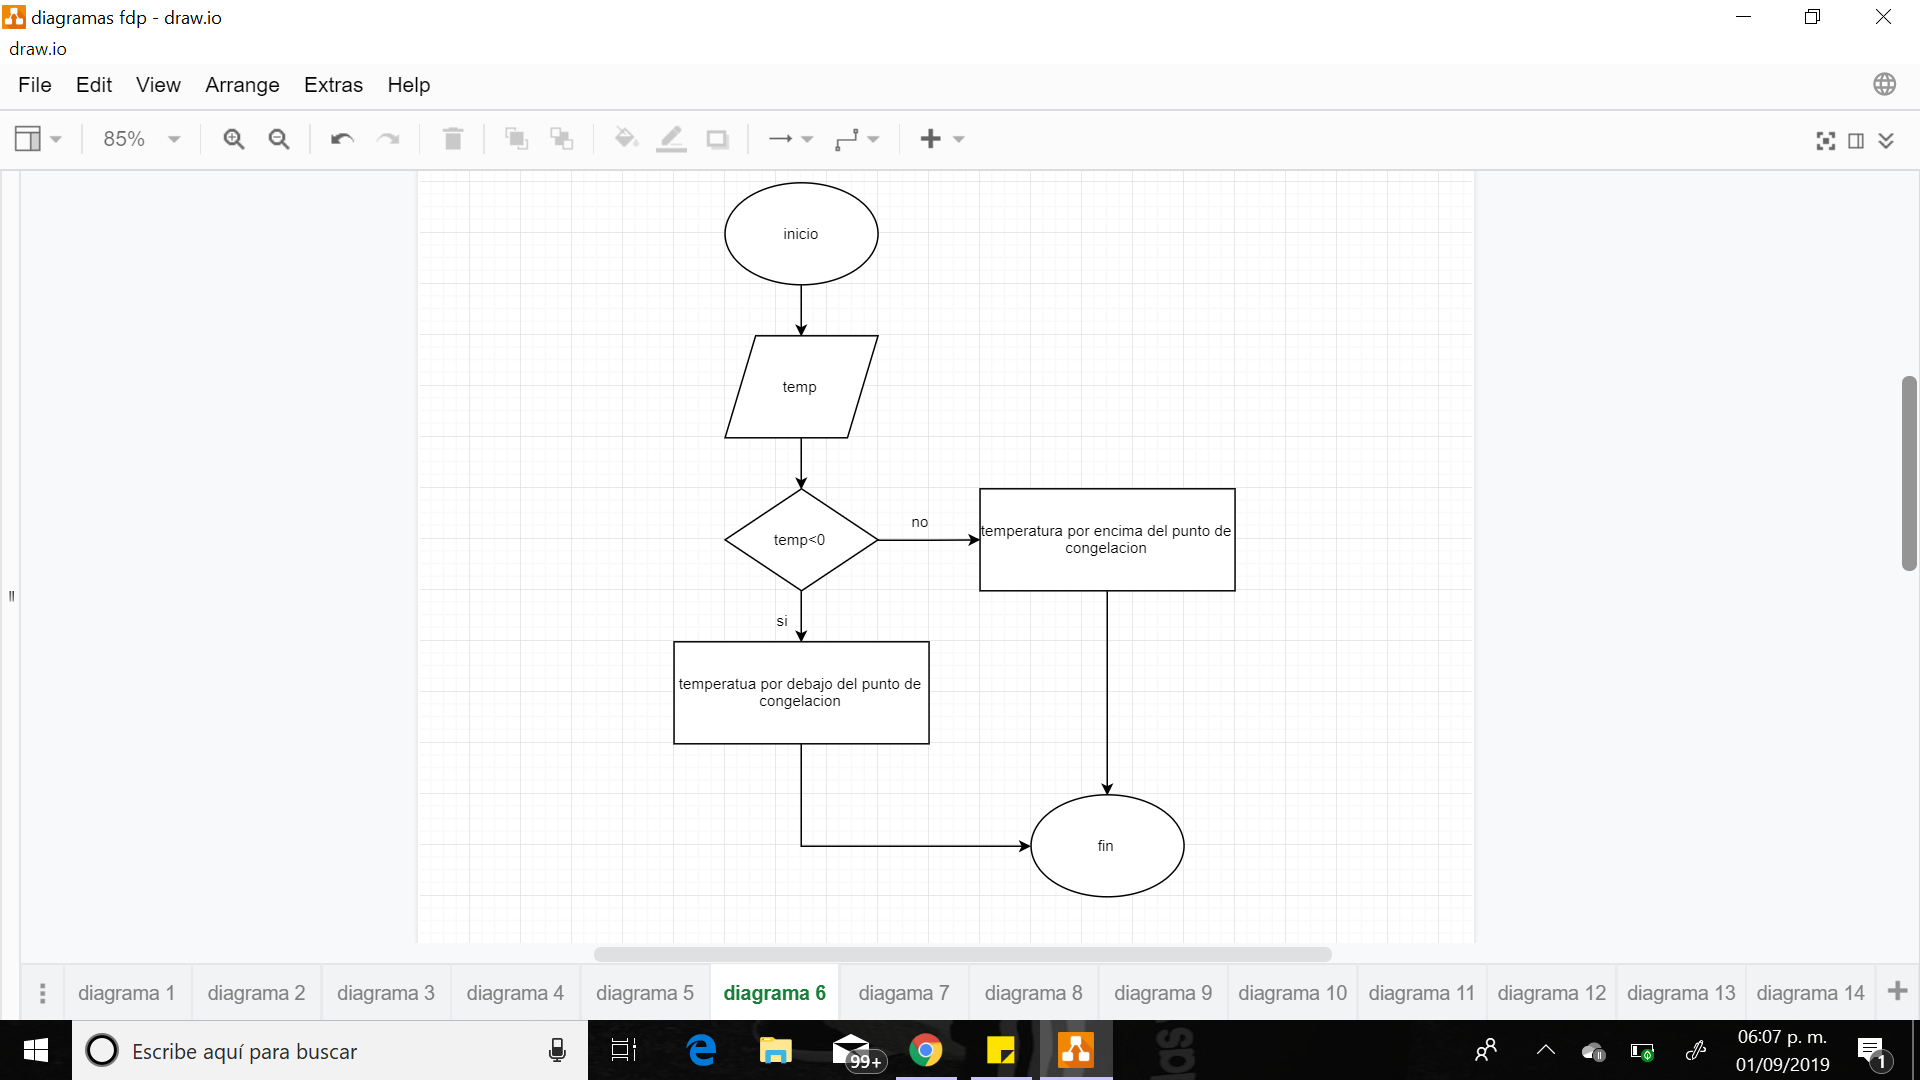 diagramas fdp - draw.io
draw.io
File Edit View Arrange Extras Help
85%
inicio
temp
temp<0
no
temperatura por encima del punto de
congelacion
si
temperatua por debajo del punto de
congelacion
fin
diagrama 1 diagrama 2 diagrama 3 diagrama 4 diagrama 5 diagrama 6 diagama 7 diagrama 8 diagrama 9 diagrama 10 diagrama 11 diagrama 12 diagrama 13 diagrama 14
Escribe aquí para buscar
99+
06:07 p. m.
01/09/2019
1